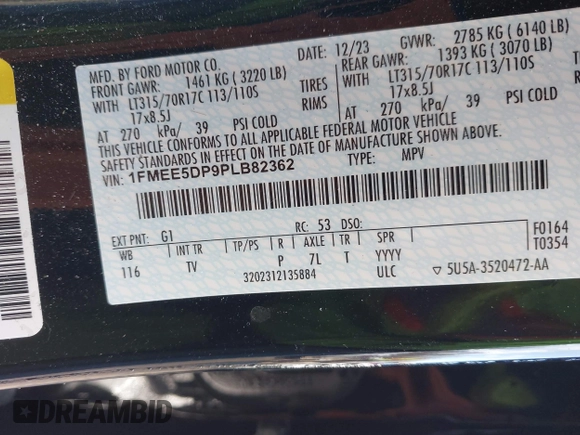 MFD. BY FORD MOTOR CO.
DATE: 12/23 GVWR: 2785 KG ( 6140 LB)
FRONT GAWR: 1461 KG ( 3220 LB) REAR GAWR: 1393 KG ( 3070 LB)
WITH LT315/70R17C 113/110S TIRES WITH LT315/70R17C 113/110S
17x8.5J RIMS 17x8.5J
AT 270 kPa/ 39 PSI COLD AT 270 kPa/ 39 PSI COLD
THIS VEHICLE CONFORMS TO ALL APPLICABLE FEDERAL MOTOR VEHICLE
SAFETY STANDARDS IN EFFECT ON THE DATE OF MANUFACTURE SHOWN ABOVE.
VIN: 1FMEE5DP9PLB82362 TYPE: MPV
EXT PNT: G1 RC: 53 DSO:
WB INT TR TP/PS R AXLE TR SPR F0164
116 TV P 7L T YYYY T0354
3202312135884 ULC 5U5A-3520472-AA
DREAMBID